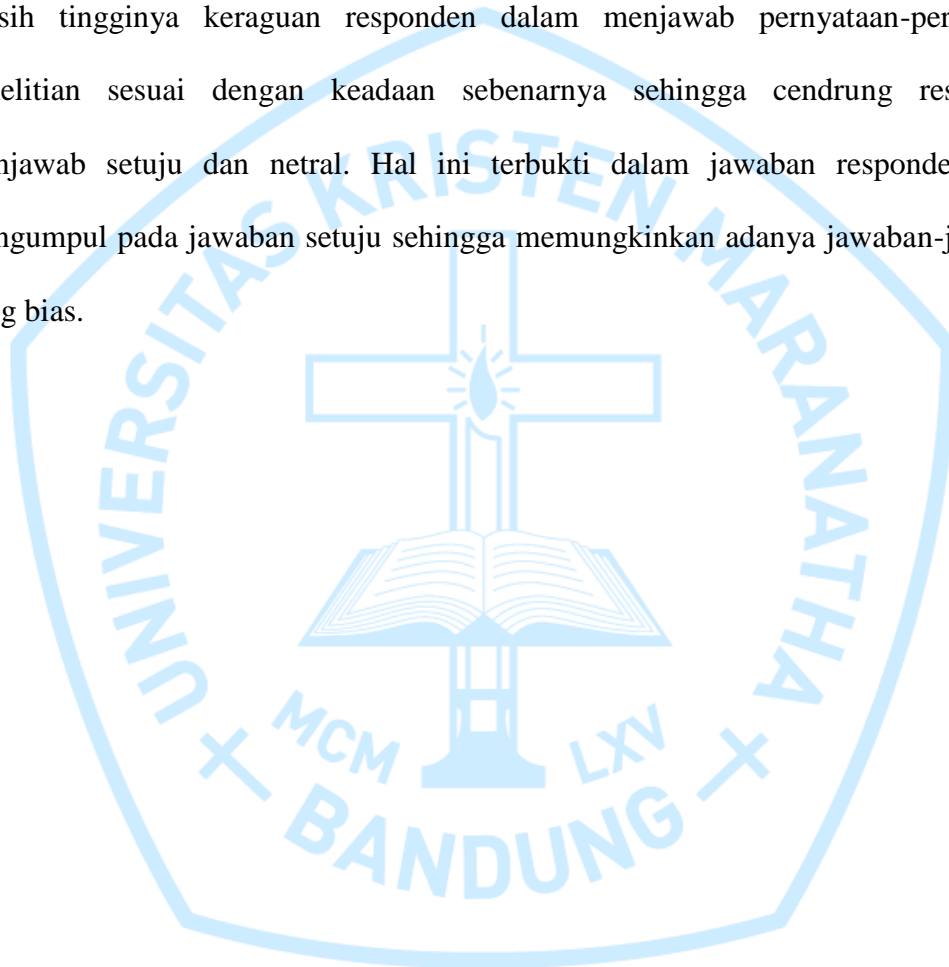 sih tingginya keraguan responden dalam menjawab pernyataan-per
elitian sesuai dengan keadaan sebenarnya sehingga cendrung res
njawab setuju dan netral. Hal ini terbukti dalam jawaban responde
ngumpul pada jawaban setuju sehingga memungkinkan adanya jawaban-j
g bias.
UNIVERSITAS KRISTEN MARANATHA
MCM LXV
BANDUNG